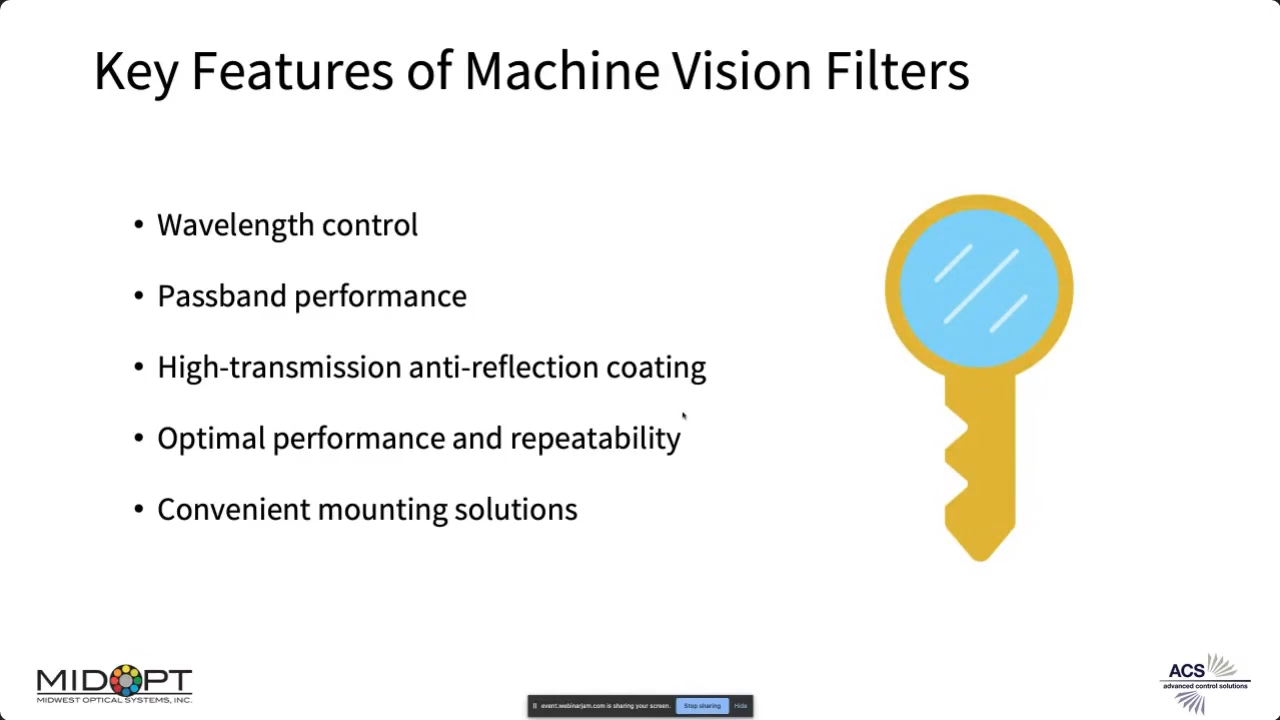 Key Features of Machine Vision Filters
• Wavelength control
• Passband performance
• High-transmission anti-reflection coating
• Optimal performance and repeatability
• Convenient mounting solutions
MIDOPT
MIDWEST OPTICAL SYSTEMS, INC.
event.webinarjam.com is sharing your screen. Stop sharing Hide
ACS
advanced control solutions